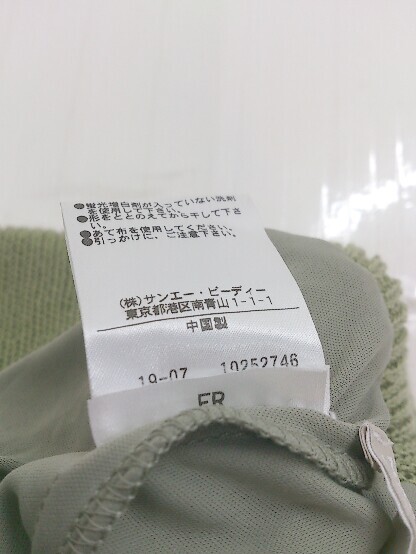 ●蛍光増白剤が入っていない洗剤
を使用して下さい。
●形をととのえてから干して下さ
い。
●あて布を使用してください。
●引っかけに、ご注意下さい。
(株)サンエー・ビーディー
東京都港区南青山1-1-1
中国製
19-07 10252746
FR